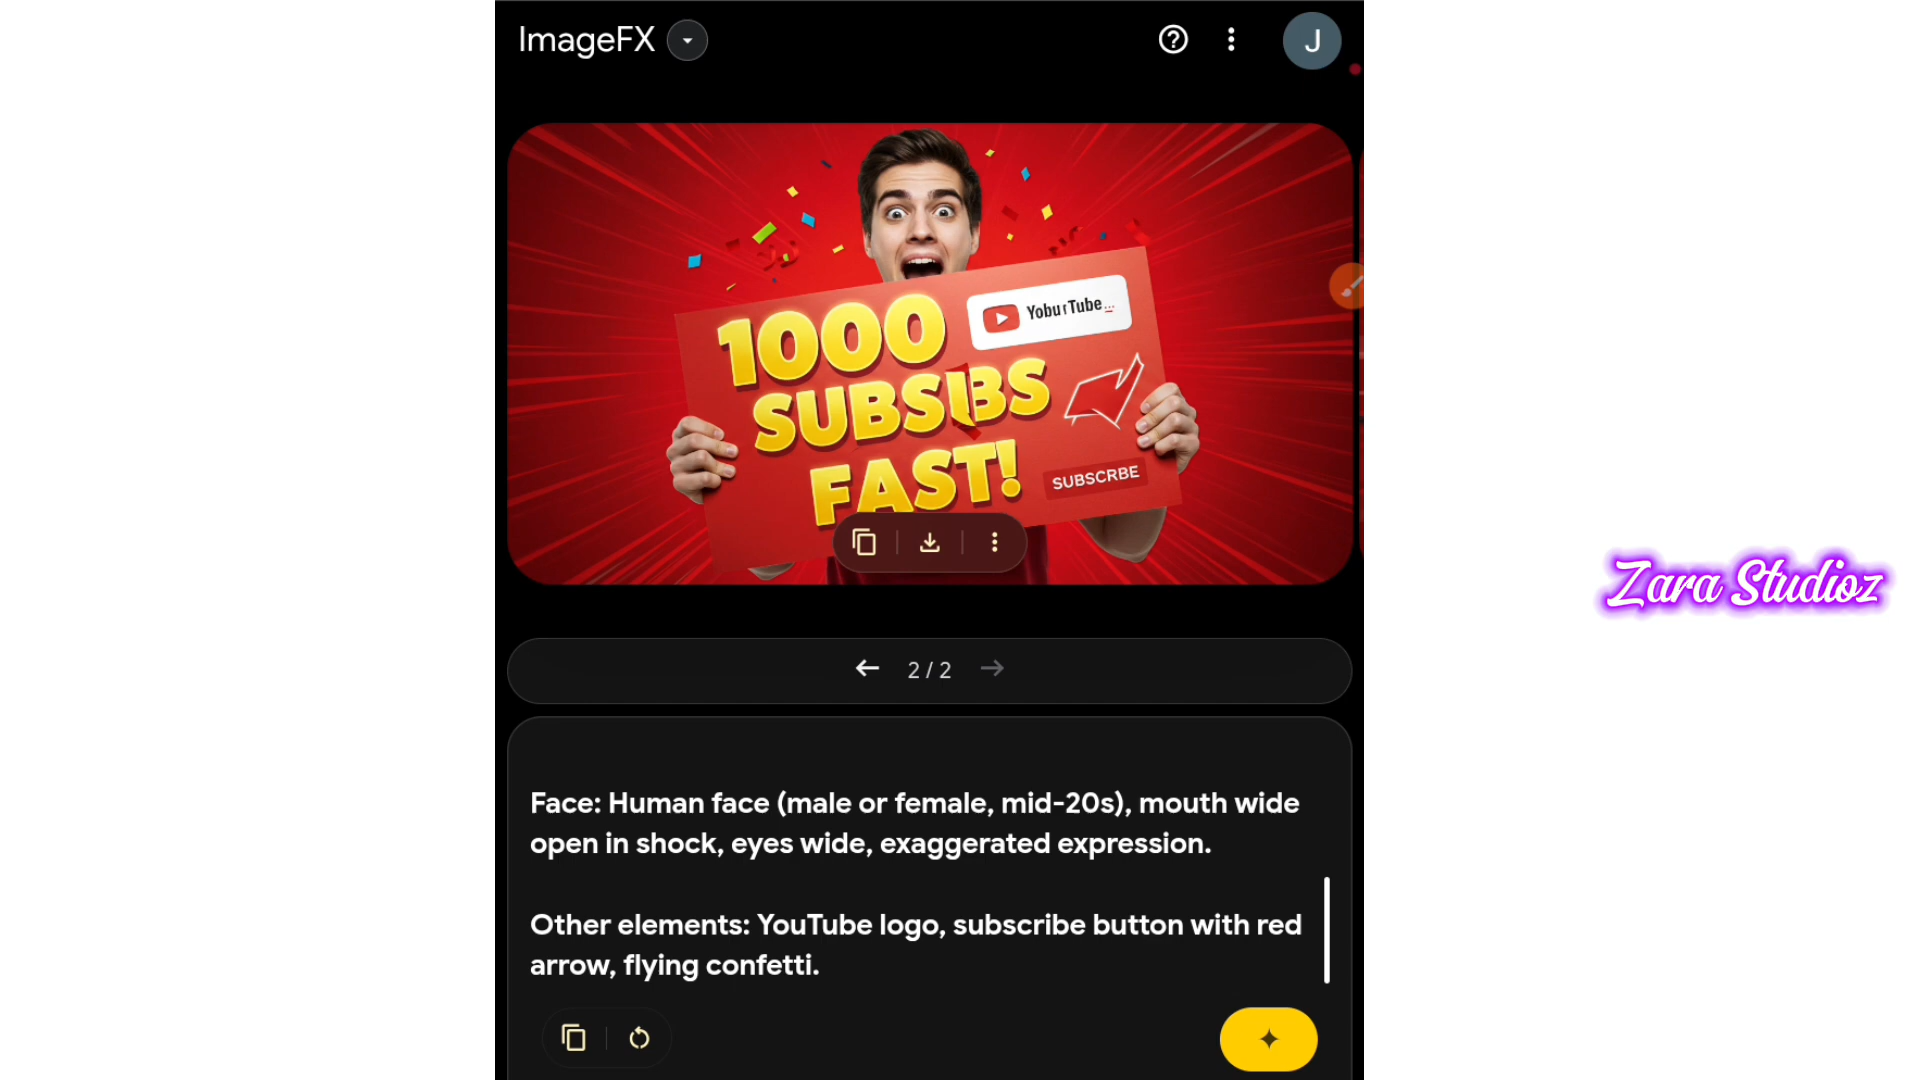 ImageFX
J
1000
YoburTube...
SUBSIBS
FAST!
SUBSCRBE
2 / 2
Zara Studioz
Face: Human face (male or female, mid-20s), mouth wide
open in shock, eyes wide, exaggerated expression.
Other elements: YouTube logo, subscribe button with red
arrow, flying confetti.